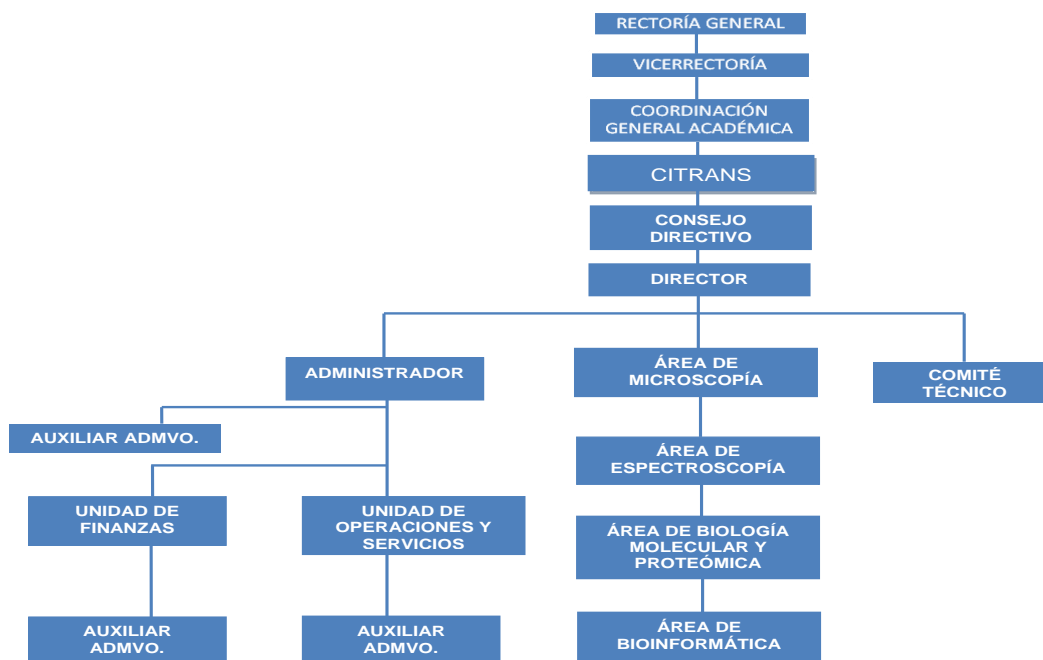 RECTORÍA GENERAL
VICERRECTORÍA
COORDINACIÓN
GENERAL ACADÉMICA
CITRANS
CONSEJO
DIRECTIVO
DIRECTOR
ADMINISTRADOR
ÁREA DE
MICROSCOPÍA
COMITÉ
TÉCNICO
AUXILIAR ADMVO.
ÁREA DE
ESPECTROSCOPÍA
UNIDAD DE
FINANZAS
UNIDAD DE
OPERACIONES Y
SERVICIOS
ÁREA DE BIOLOGÍA
MOLECULAR Y
PROTEÓMICA
AUXILIAR
ADMVO.
AUXILIAR
ADMVO.
ÁREA DE
BIOINFORMÁTICA